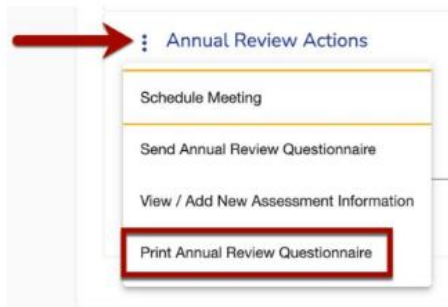 Annual Review Actions
Schedule Meeting
Send Annual Review Questionnaire
View / Add New Assessment Information
Print Annual Review Questionnaire